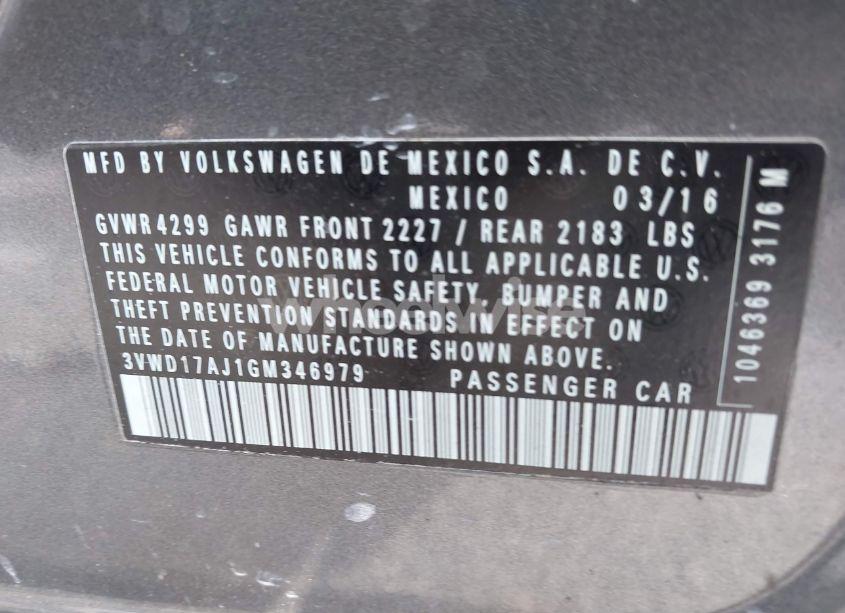 MFD BY VOLKSWAGEN DE MEXICO S.A. DE C.V.
MEXICO 03/16
GVWR 4299 GAWR FRONT 2227 / REAR 2183 LBS
THIS VEHICLE CONFORMS TO ALL APPLICABLE U.S.
FEDERAL MOTOR VEHICLE SAFETY, BUMPER AND
THEFT PREVENTION STANDARDS IN EFFECT ON
THE DATE OF MANUFACTURE SHOWN ABOVE.
3VWD17AJ1GM346979 PASSENGER CAR
1046369 3176 M
wheelwise